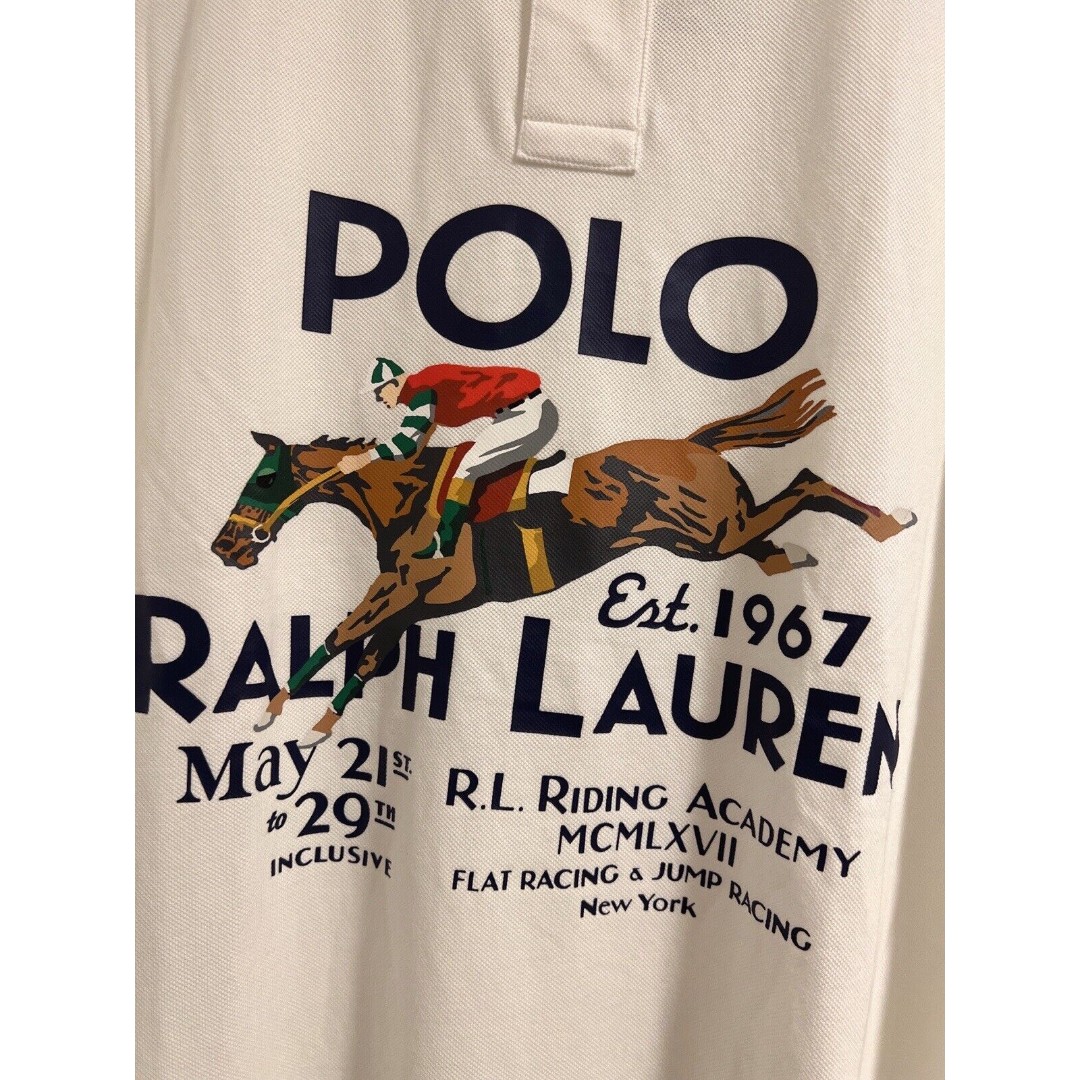 POLO
Est. 1967
RALPH LAUREN
May 21ST.
to 29TH
INCLUSIVE
R.L. RIDING ACADEMY
MCMLXVII
FLAT RACING & JUMP RACING
New York